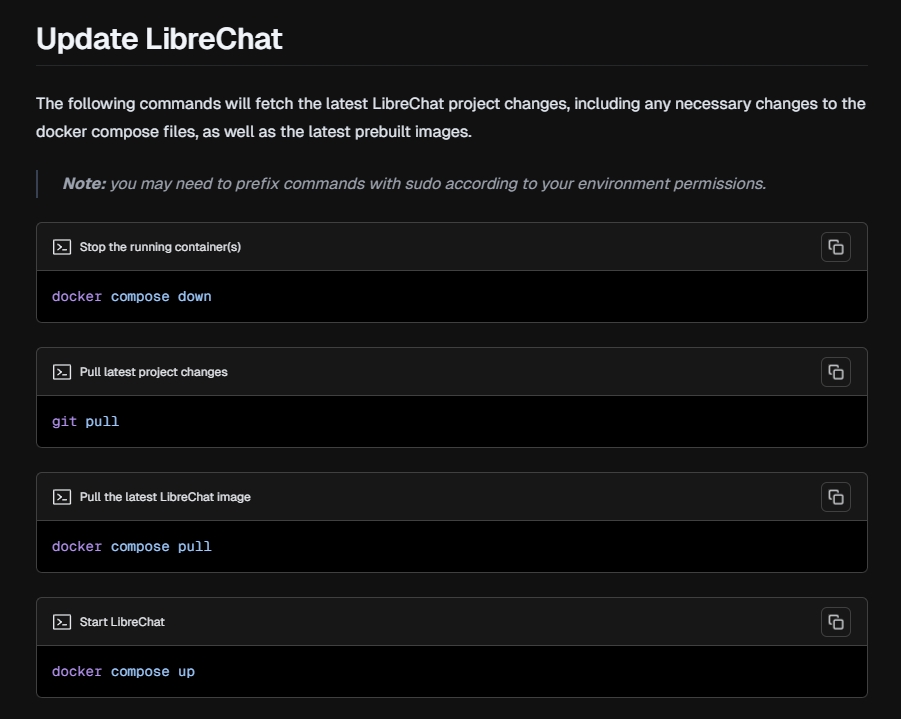 Update LibreChat
The following commands will fetch the latest LibreChat project changes, including any necessary changes to the
docker compose files, as well as the latest prebuilt images.
Note: you may need to prefix commands with sudo according to your environment permissions.
Stop the running container(s)
docker compose down
Pull latest project changes
git pull
Pull the latest LibreChat image
docker compose pull
Start LibreChat
docker compose up